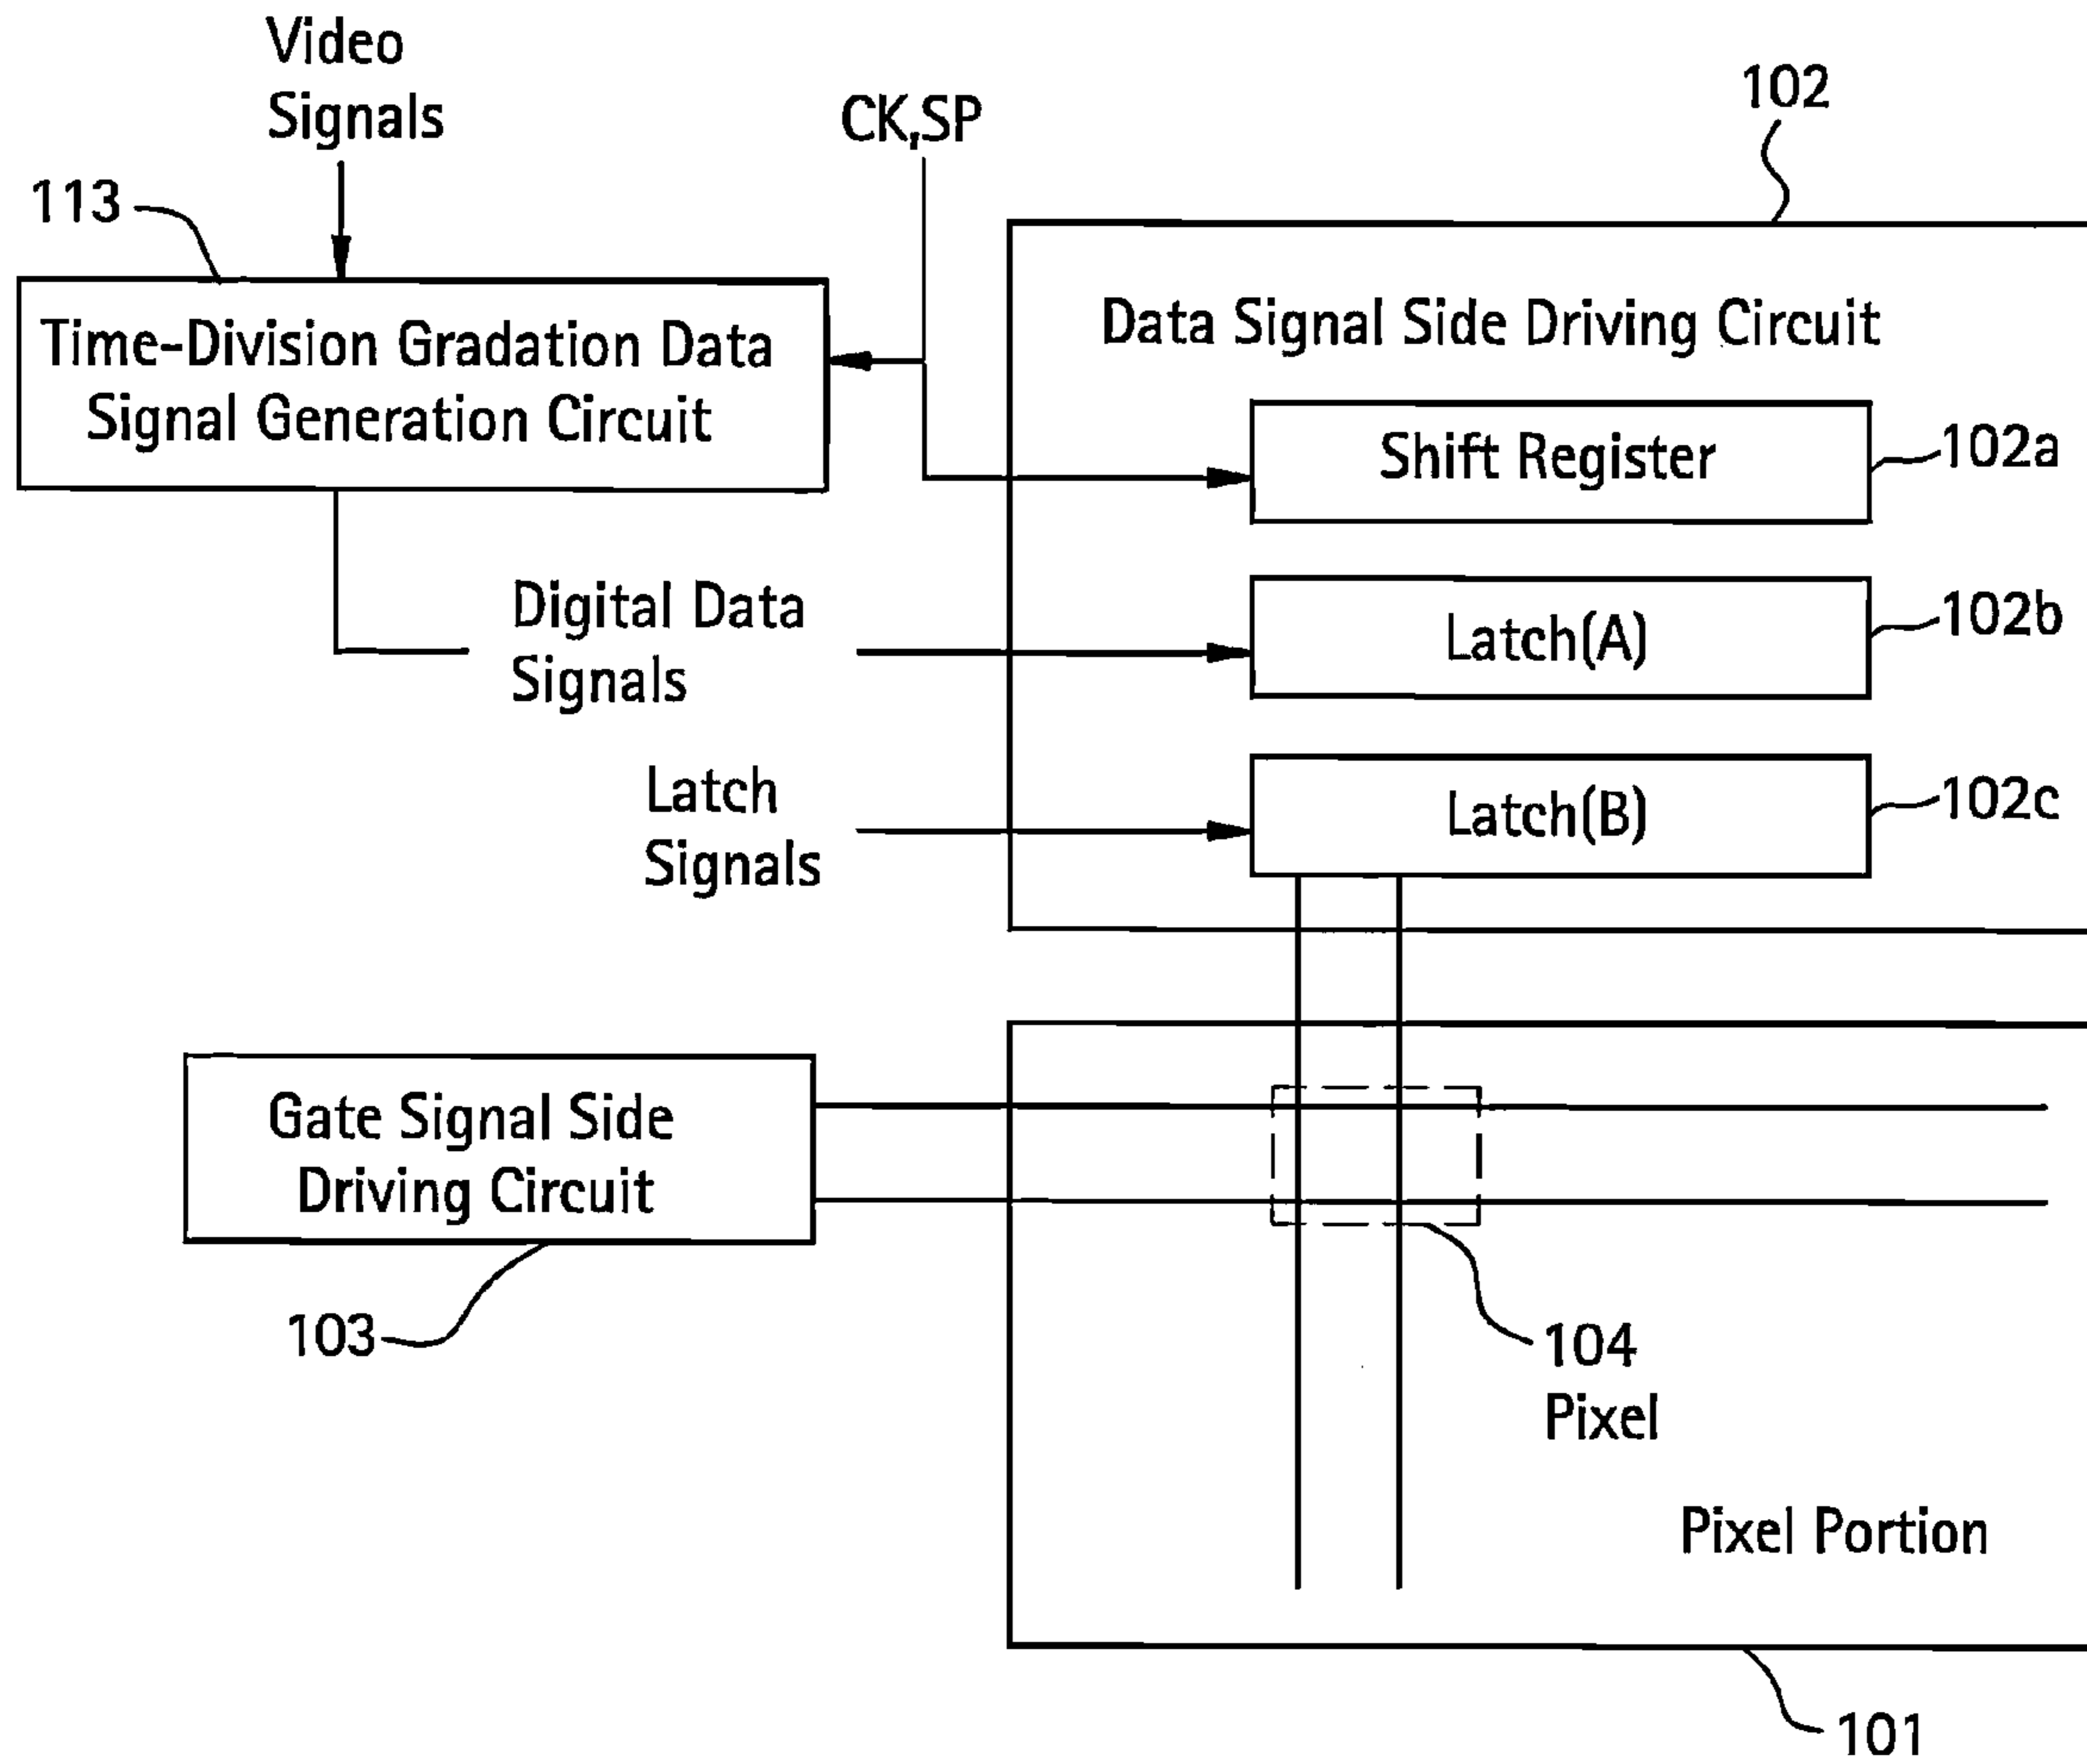 Video
Signals
CK,SP
102
113
Time-Division Gradation Data
Signal Generation Circuit
Data Signal Side Driving Circuit
Shift Register
102a
Digital Data
Signals
Latch(A)
102b
Latch
Signals
Latch(B)
102c
Gate Signal Side
Driving Circuit
103
104
Pixel
Pixel Portion
101